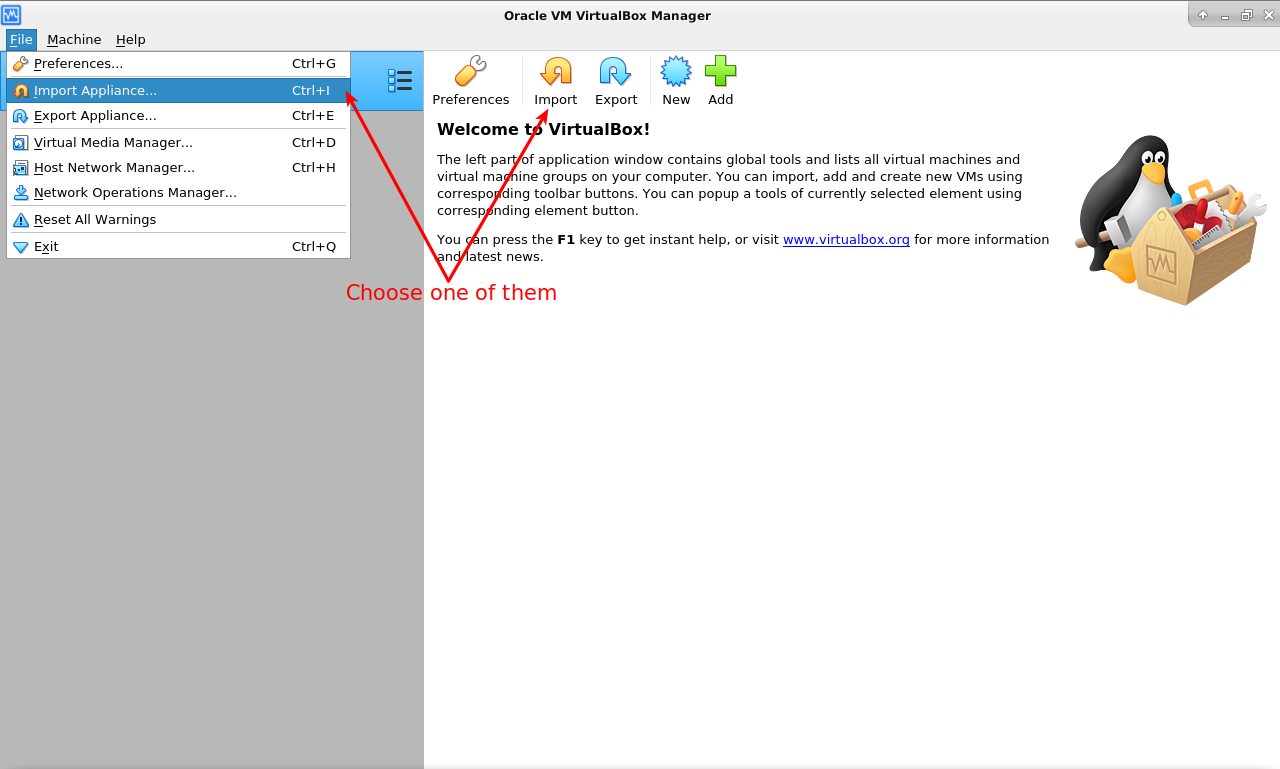 Oracle VM VirtualBox Manager
File Machine Help
Preferences... Ctrl+G
Import Appliance... Ctrl+I
Export Appliance... Ctrl+E
Virtual Media Manager... Ctrl+D
Host Network Manager... Ctrl+H
Network Operations Manager...
Reset All Warnings
Exit Ctrl+Q
Preferences Import Export New Add
Welcome to VirtualBox!
The left part of application window contains global tools and lists all virtual machines and
virtual machine groups on your computer. You can import, add and create new VMs using
corresponding toolbar buttons. You can popup a tools of currently selected element using
corresponding element button.
You can press the F1 key to get instant help, or visit www.virtualbox.org for more information
and latest news.
Choose one of them